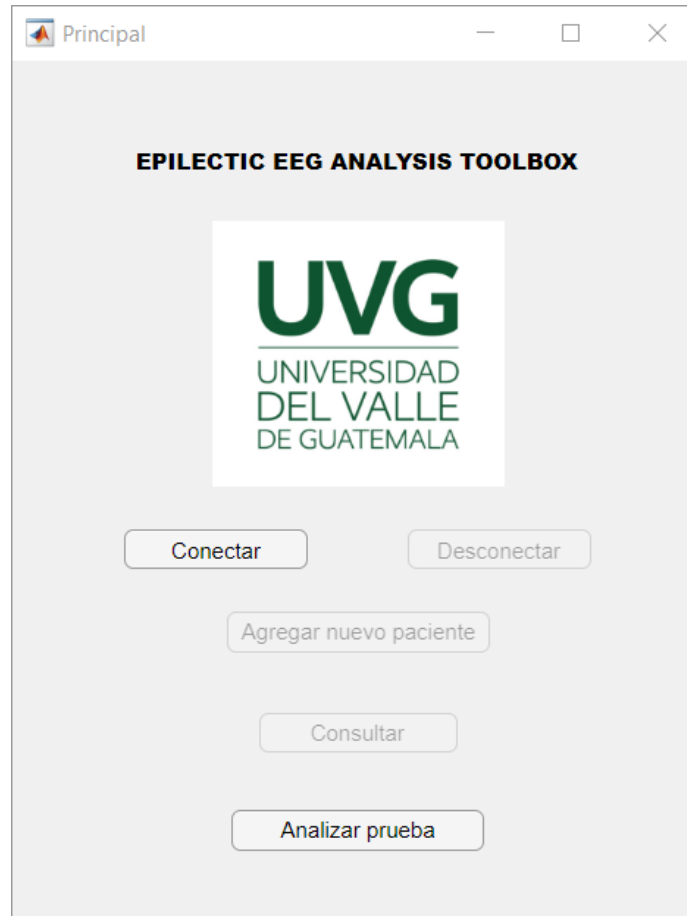 Principal
EPILECTIC EEG ANALYSIS TOOLBOX
UVG
UNIVERSIDAD
DEL VALLE
DE GUATEMALA
Conectar
Desconectar
Agregar nuevo paciente
Consultar
Analizar prueba